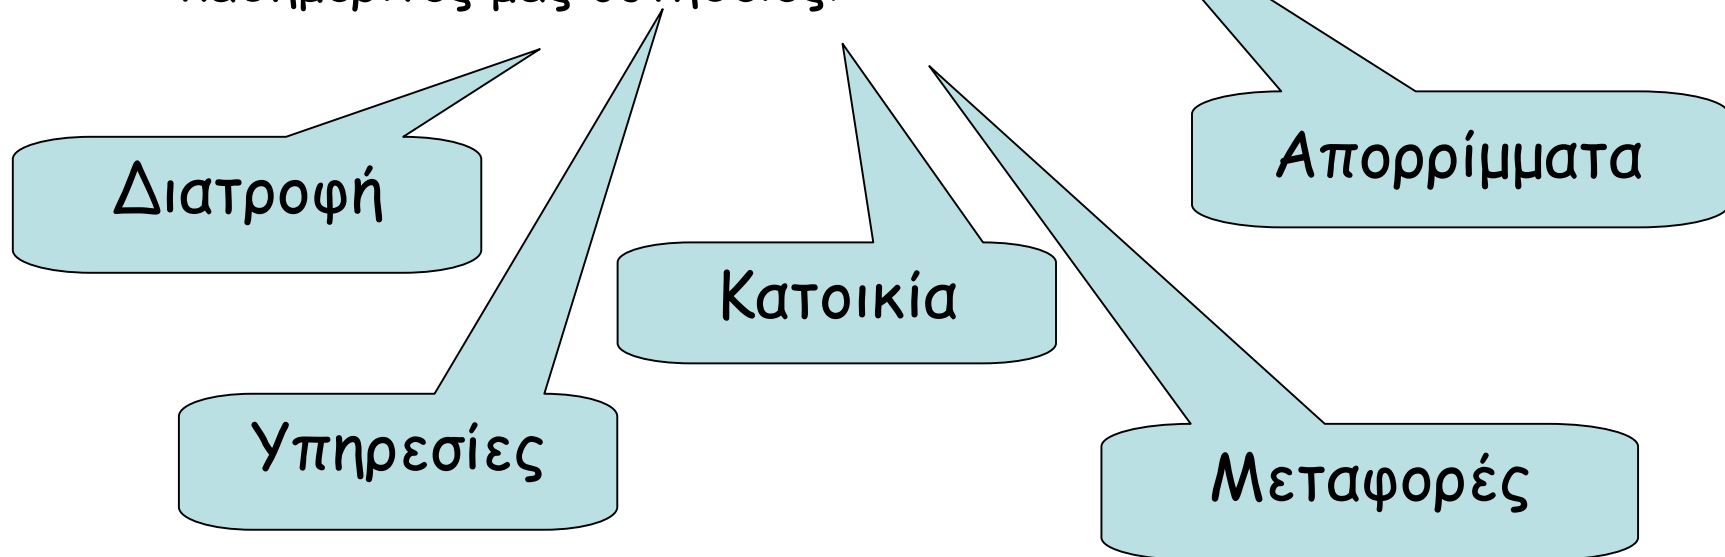 Απορρίμματα
Διατροφή
Κατοικία
Υπηρεσίες
Μεταφορές